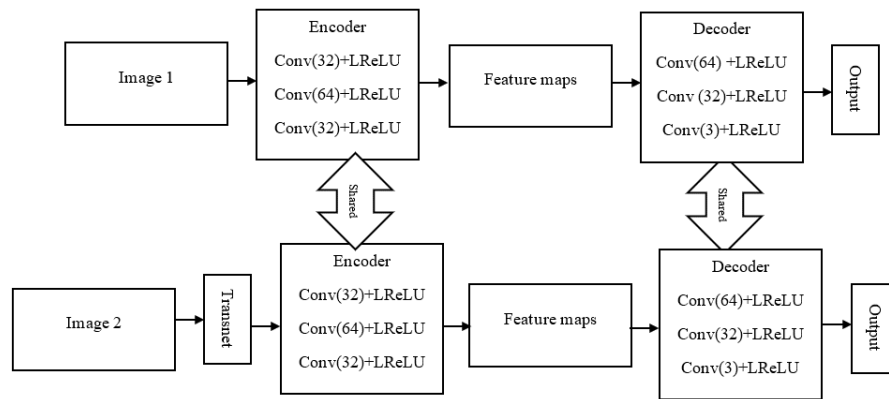 Image 1
Encoder
Conv(32)+LReLU
Conv(64)+LReLU
Conv(32)+LReLU
Feature maps
Decoder
Conv(64) +LReLU
Conv (32)+LReLU
Conv(3)+LReLU
Output
Shared
Shared
Image 2
Transnet
Encoder
Conv(32)+LReLU
Conv(64)+LReLU
Conv(32)+LReLU
Feature maps
Decoder
Conv(64)+LReLU
Conv(32)+LReLU
Conv(3)+LReLU
Output